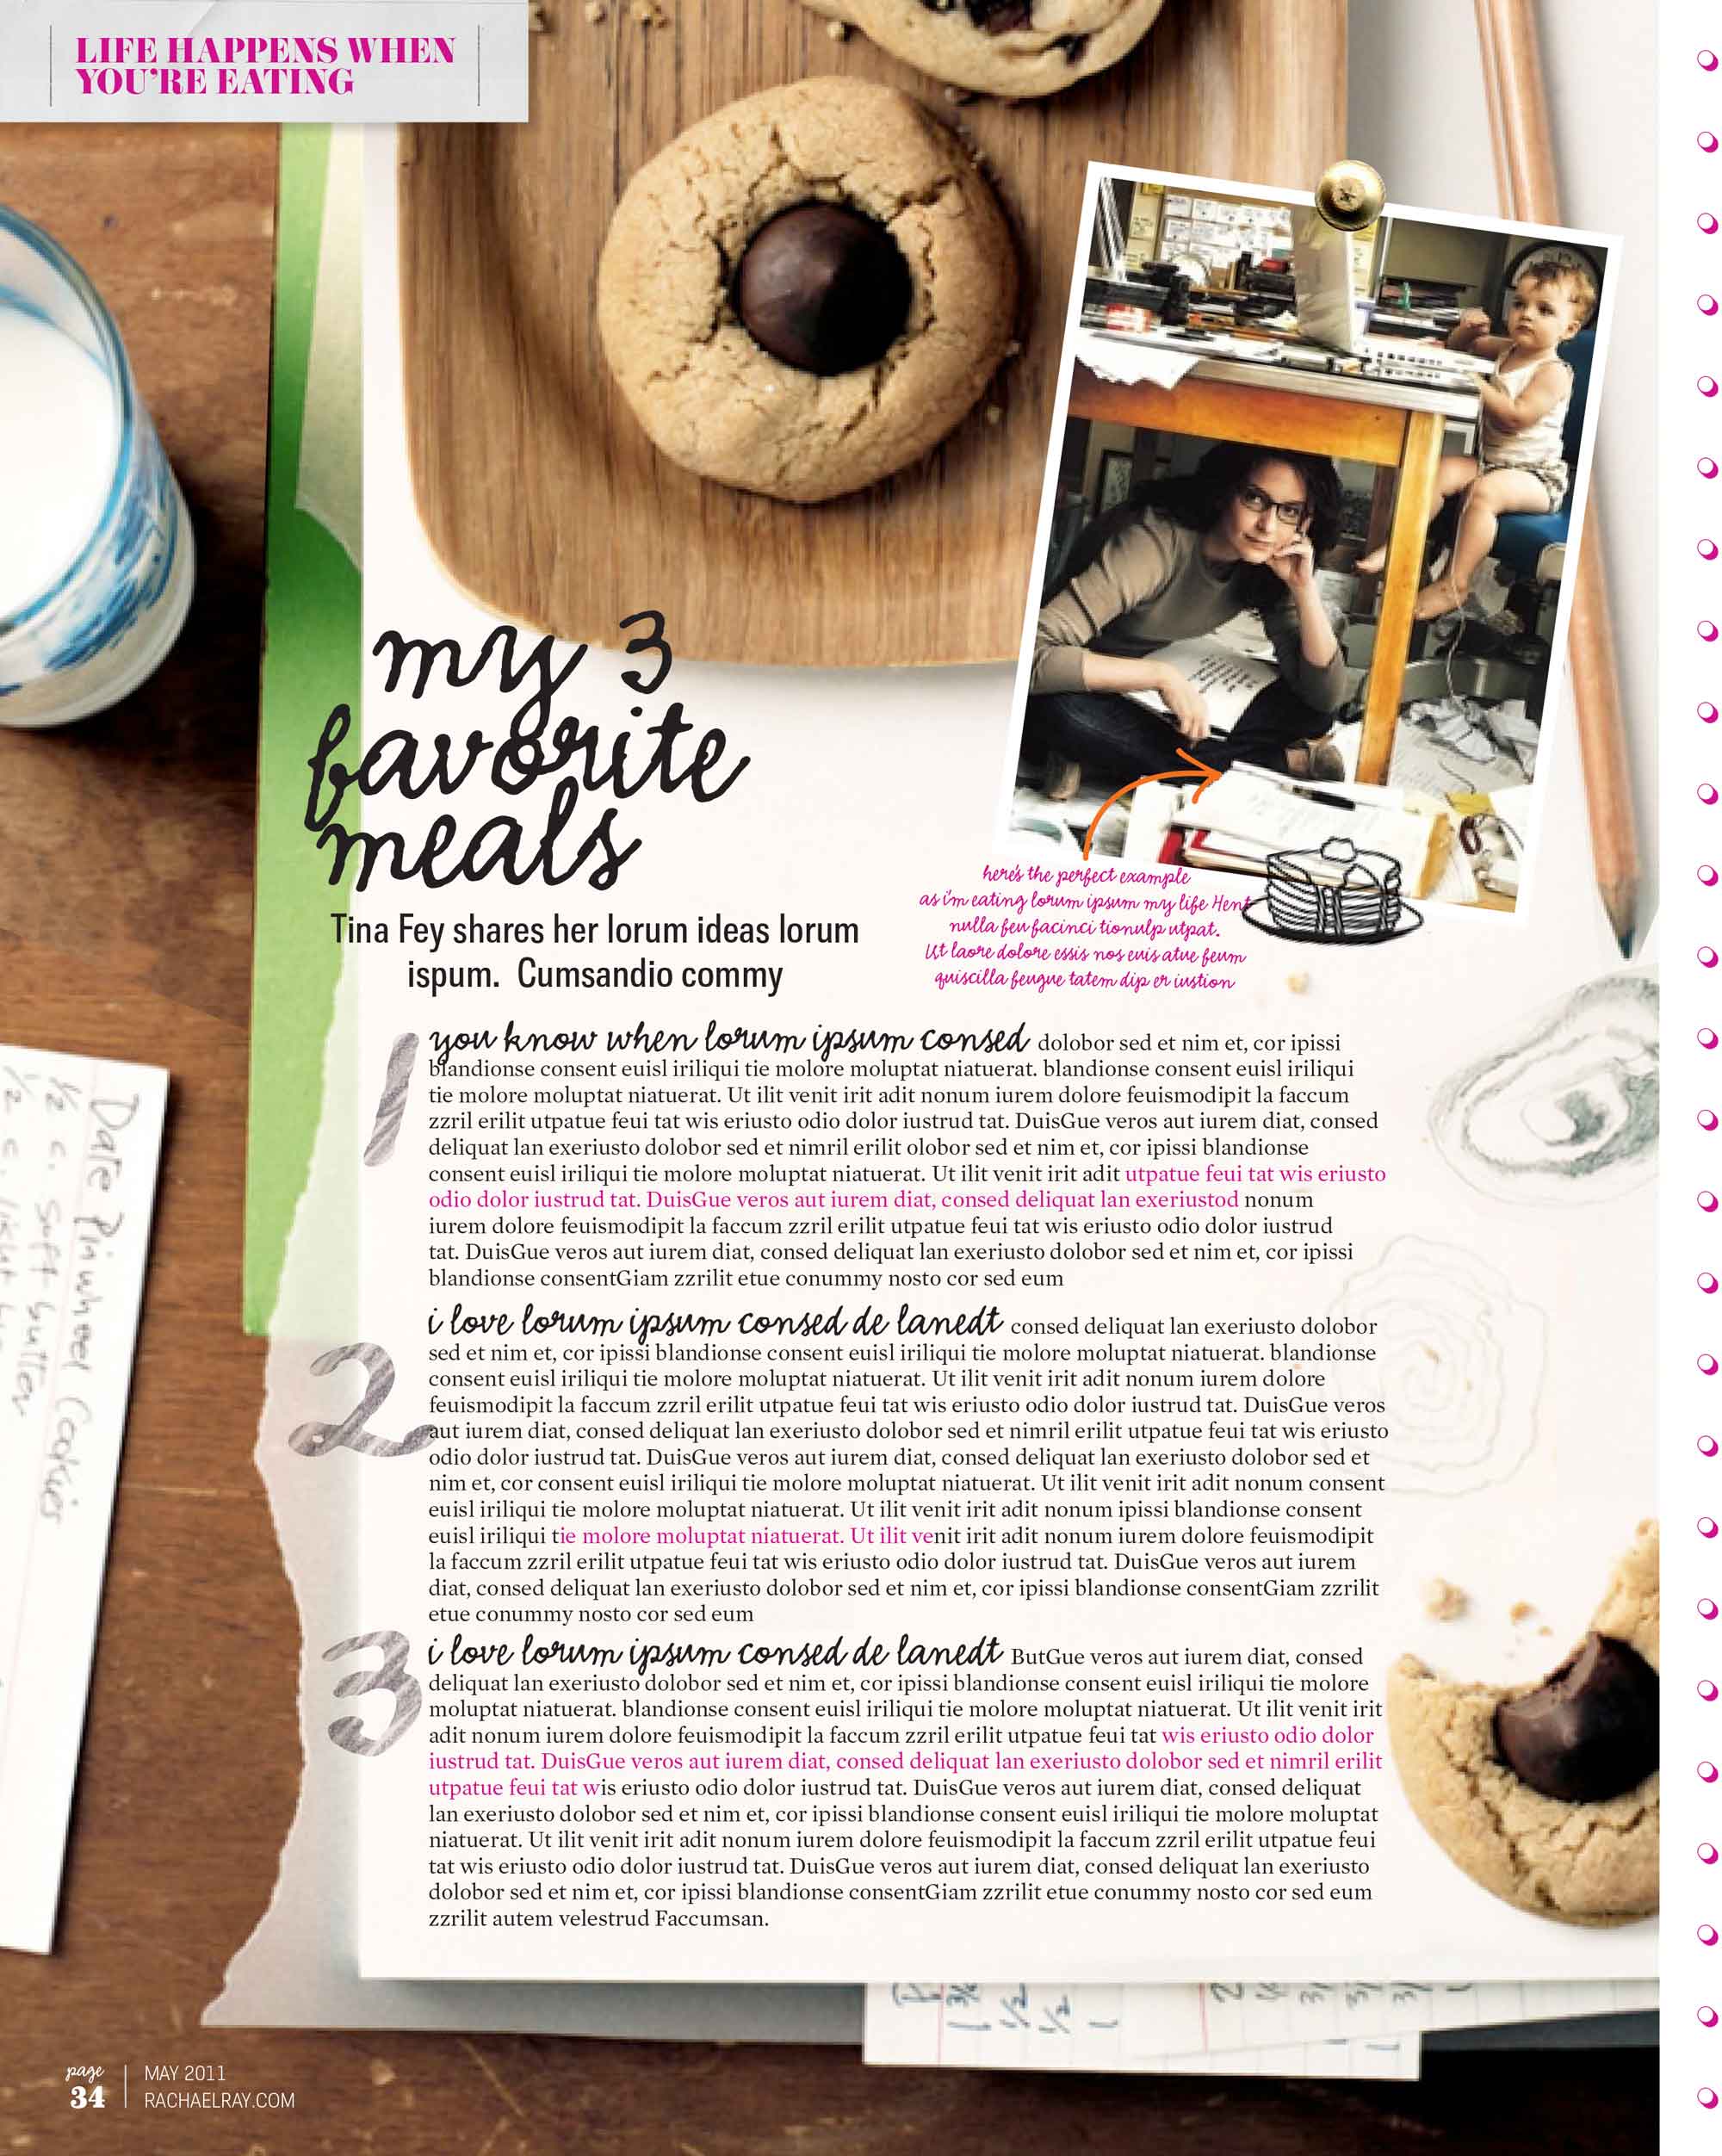 LIFE HAPPENS WHEN
YOU'RE EATING
my 3
favorite
meals
Tina Fey shares her lorum ideas lorum
ispum. Cumsandio commy
here's the perfect example
as i'm eating lorum ipsum my life Hent
nulla feu facinci tionulp utpat.
Ut laore dolore essis nos euis atue feum
quiscilla feugue tatem dip er iustion
1
you know when lorum ipsum consed dolobor sed et nim et, cor ipissi
blandionse consent euisl iriliqui tie molore moluptat niatuerat. blandionse consent euisl iriliqui
tie molore moluptat niatuerat. Ut ilit venit irit adit nonum iurem dolore feuismodipit la faccum
zzril erilit utpatue feui tat wis eriusto odio dolor iustrud tat. DuisGue veros aut iurem diat, consed
deliquat lan exeriusto dolobor sed et nimril erilit olobor sed et nim et, cor ipissi blandionse
consent euisl iriliqui tie molore moluptat niatuerat. Ut ilit venit irit adit utpatue feui tat wis eriusto
odio dolor iustrud tat. DuisGue veros aut iurem diat, consed deliquat lan exeriustod nonum
iurem dolore feuismodipit la faccum zzril erilit utpatue feui tat wis eriusto odio dolor iustrud
tat. DuisGue veros aut iurem diat, consed deliquat lan exeriusto dolobor sed et nim et, cor ipissi
blandionse consentGiam zzrilit etue conummy nosto cor sed eum
2
i love lorum ipsum consed de lanedt consed deliquat lan exeriusto dolobor
sed et nim et, cor ipissi blandionse consent euisl iriliqui tie molore moluptat niatuerat. blandionse
consent euisl iriliqui tie molore moluptat niatuerat. Ut ilit venit irit adit nonum iurem dolore
feuismodipit la faccum zzril erilit utpatue feui tat wis eriusto odio dolor iustrud tat. DuisGue veros
aut iurem diat, consed deliquat lan exeriusto dolobor sed et nimril erilit utpatue feui tat wis eriusto
odio dolor iustrud tat. DuisGue veros aut iurem diat, consed deliquat lan exeriusto dolobor sed et
nim et, cor consent euisl iriliqui tie molore moluptat niatuerat. Ut ilit venit irit adit nonum consent
euisl iriliqui tie molore moluptat niatuerat. Ut ilit venit irit adit nonum ipissi blandionse consent
euisl iriliqui tie molore moluptat niatuerat. Ut ilit venit irit adit nonum iurem dolore feuismodipit
la faccum zzril erilit utpatue feui tat wis eriusto odio dolor iustrud tat. DuisGue veros aut iurem
diat, consed deliquat lan exeriusto dolobor sed et nim et, cor ipissi blandionse consentGiam zzrilit
etue conummy nosto cor sed eum
3
i love lorum ipsum consed de lanedt ButGue veros aut iurem diat, consed
deliquat lan exeriusto dolobor sed et nim et, cor ipissi blandionse consent euisl iriliqui tie molore
moluptat niatuerat. blandionse consent euisl iriliqui tie molore moluptat niatuerat. Ut ilit venit irit
adit nonum iurem dolore feuismodipit la faccum zzril erilit utpatue feui tat wis eriusto odio dolor
iustrud tat. DuisGue veros aut iurem diat, consed deliquat lan exeriusto dolobor sed et nimril erilit
utpatue feui tat wis eriusto odio dolor iustrud tat. DuisGue veros aut iurem diat, consed deliquat
lan exeriusto dolobor sed et nim et, cor ipissi blandionse consent euisl iriliqui tie molore moluptat
niatuerat. Ut ilit venit irit adit nonum iurem dolore feuismodipit la faccum zzril erilit utpatue feui
tat wis eriusto odio dolor iustrud tat. DuisGue veros aut iurem diat, consed deliquat lan exeriusto
dolobor sed et nim et, cor ipissi blandionse consentGiam zzrilit etue conummy nosto cor sed eum
zzrilit autem velestrud Faccumsan.
Date Pinwheel Cookies
1/2 c. soft butter
1/2 c. light
page
34
MAY 2011
RACHAELRAY.COM